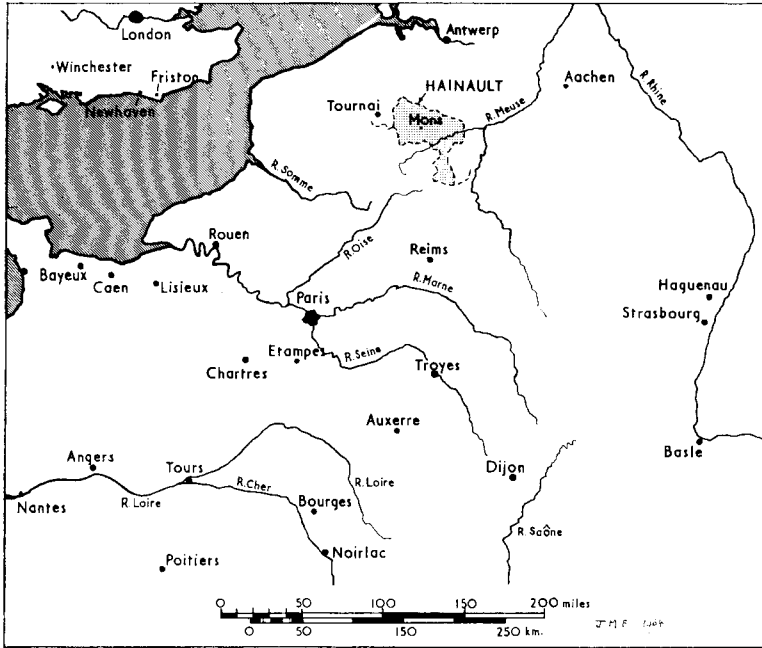 London
Antwerp
Winchester
Friston
Newhaven
HAINAULT
Aachen
R. Rhine
Tournai
Mons
R. Meuse
R. Somme
Rouen
R. Oise
Reims
Bayeux
Caen
Lisieux
Paris
R. Marne
Haguenau
Strasbourg
Etampes
R. Seine
Chartres
Troyes
Auxerre
Basle
Angers
Tours
R. Cher
R. Loire
Dijon
Nantes
R. Loire
Bourges
R. Saône
Poitiers
Noirlac
0 50 100 150 200 miles
0 50 150 250 km.